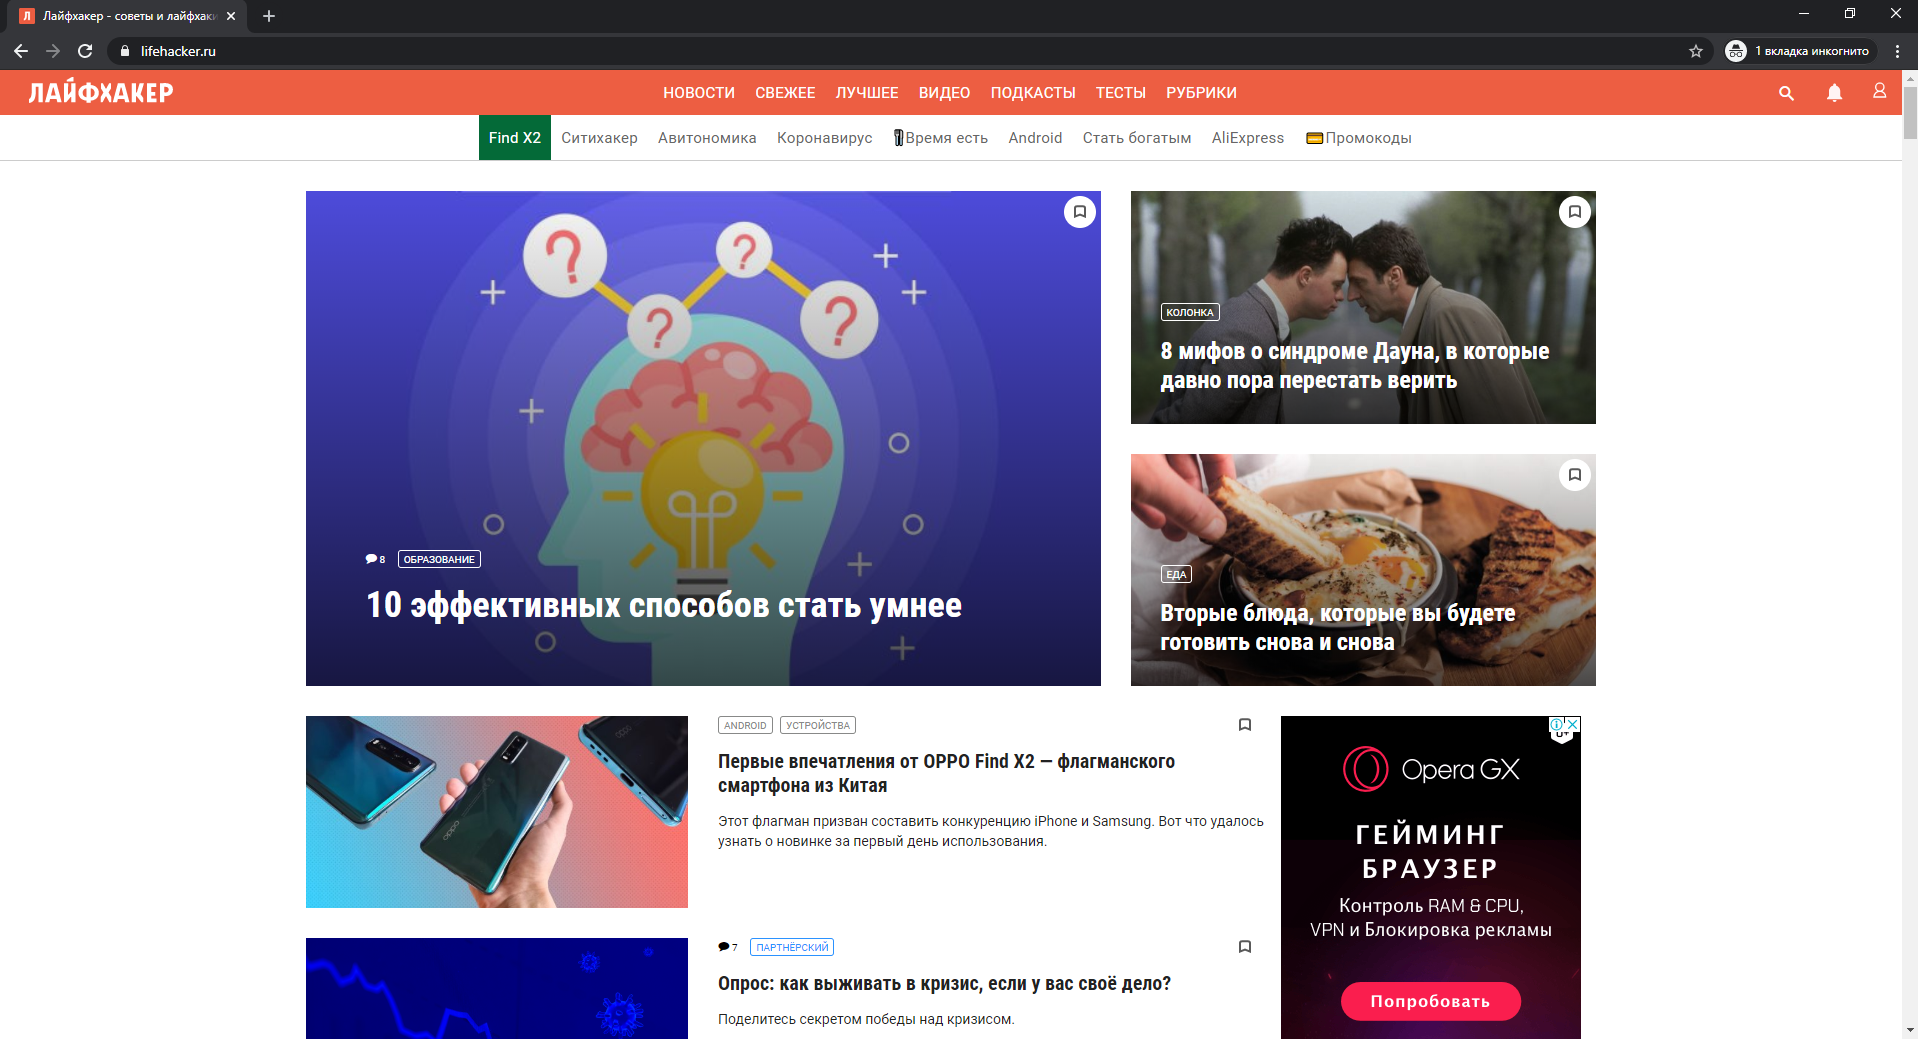 Лайфхакер - советы и лайфхаки
lifehacker.ru
1 вкладка инкогнито
ЛАЙФХАКЕР
НОВОСТИ СВЕЖЕЕ ЛУЧШЕЕ ВИДЕО ПОДКАСТЫ ТЕСТЫ РУБРИКИ
Find X2 Ситихакер Авитономика Коронавирус Время есть Android Стать богатым AliExpress Промокоды
8 ОБРАЗОВАНИЕ
10 эффективных способов стать умнее
КОЛОНКА
8 мифов о синдроме Дауна, в которые
давно пора перестать верить
ЕДА
Вторые блюда, которые вы будете
готовить снова и снова
ANDROID УСТРОЙСТВА
Первые впечатления от OPPO Find X2 — флагманского
смартфона из Китая
Этот флагман призван составить конкуренцию iPhone и Samsung. Вот что удалось
узнать о новинке за первый день использования.
7 ПАРТНЁРСКИЙ
Опрос: как выживать в кризис, если у вас своё дело?
Поделитесь секретом победы над кризисом.
Opera GX
ГЕЙМИНГ
БРАУЗЕР
Контроль RAM & CPU,
VPN и Блокировка рекламы
Попробовать